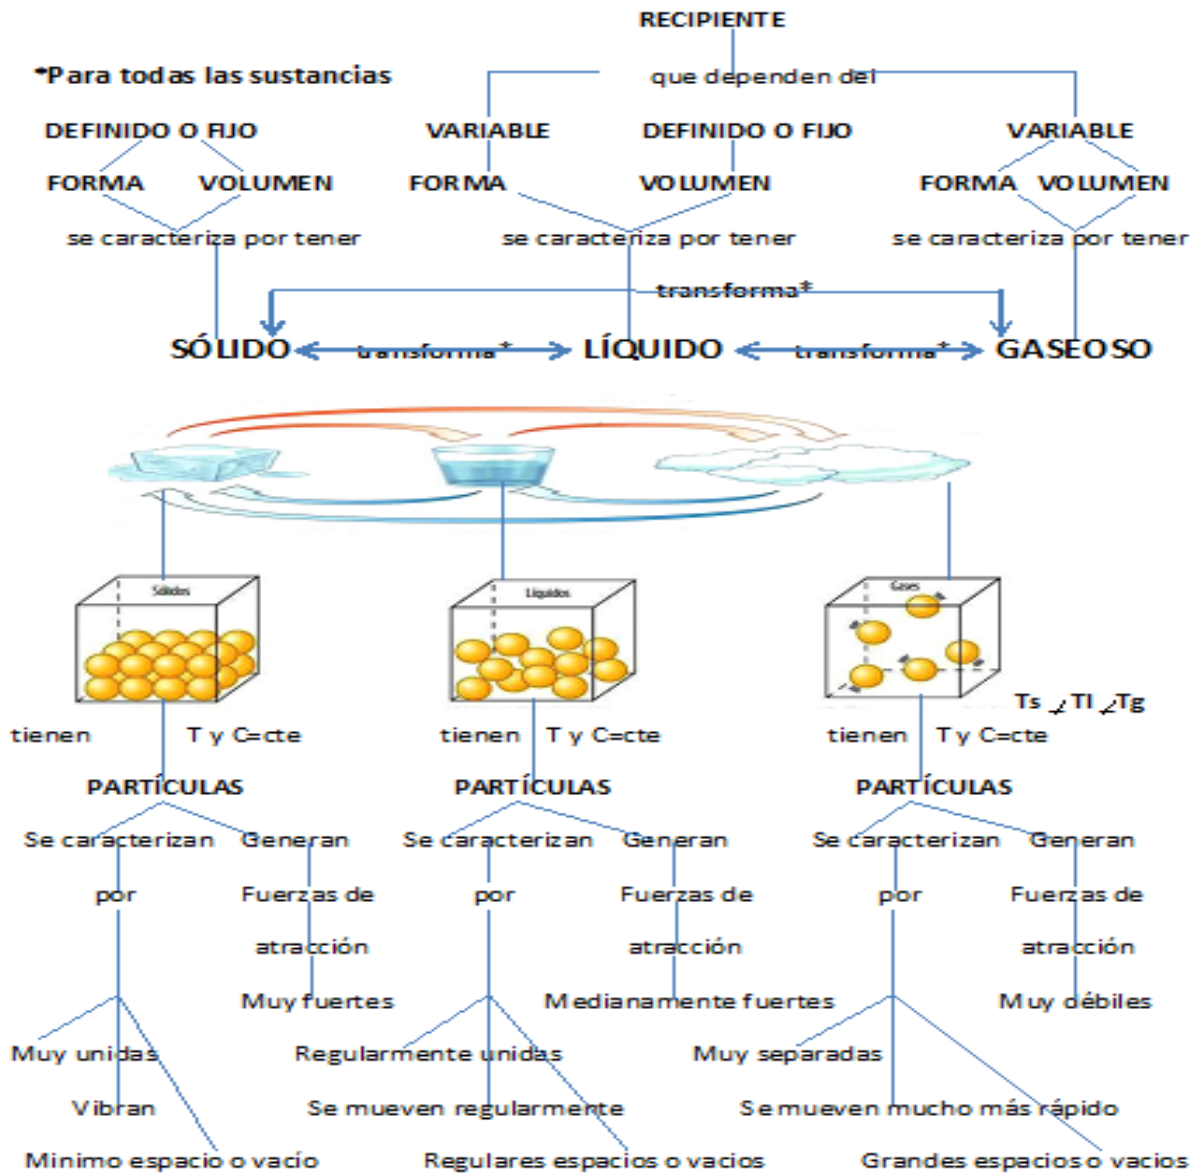 RECIPIENTE
*Para todas las sustancias
que dependen del
DEFINIDO O FIJO VARIABLE DEFINIDO O FIJO VARIABLE
FORMA VOLUMEN FORMA VOLUMEN FORMA VOLUMEN
se caracteriza por tener se caracteriza por tener se caracteriza por tener
transforma*
SÓLIDO transforma* LÍQUIDO transforma* GASEOSO
Sólidos Líquidos Gases
Ts Tl Tg
tienen T y C=cte tienen T y C=cte tienen T y C=cte
PARTÍCULAS PARTÍCULAS PARTÍCULAS
Se caracterizan Generan Se caracterizan Generan Se caracterizan Generan
por Fuerzas de por Fuerzas de por Fuerzas de
atracción atracción atracción
Muy fuertes Medianamente fuertes Muy débiles
Muy unidas Regularmente unidas Muy separadas
Vibran Se mueven regularmente Se mueven mucho más rápido
Minimo espacio o vacío Regulares espacios o vacios Grandes espacios o vacios